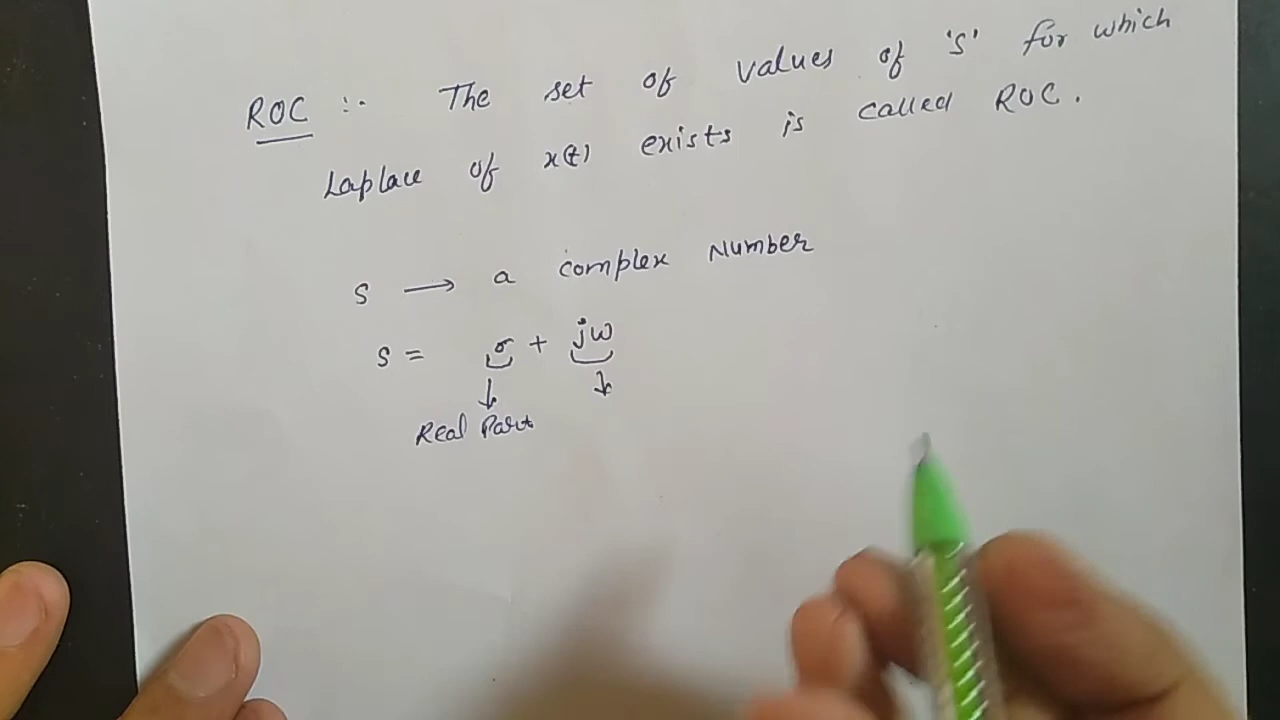 ROC :- The set of values of 's' for which
Laplace of x(t) exists is called ROC.
s → a complex Number
s = σ + jω
↓ ↓
Real Part